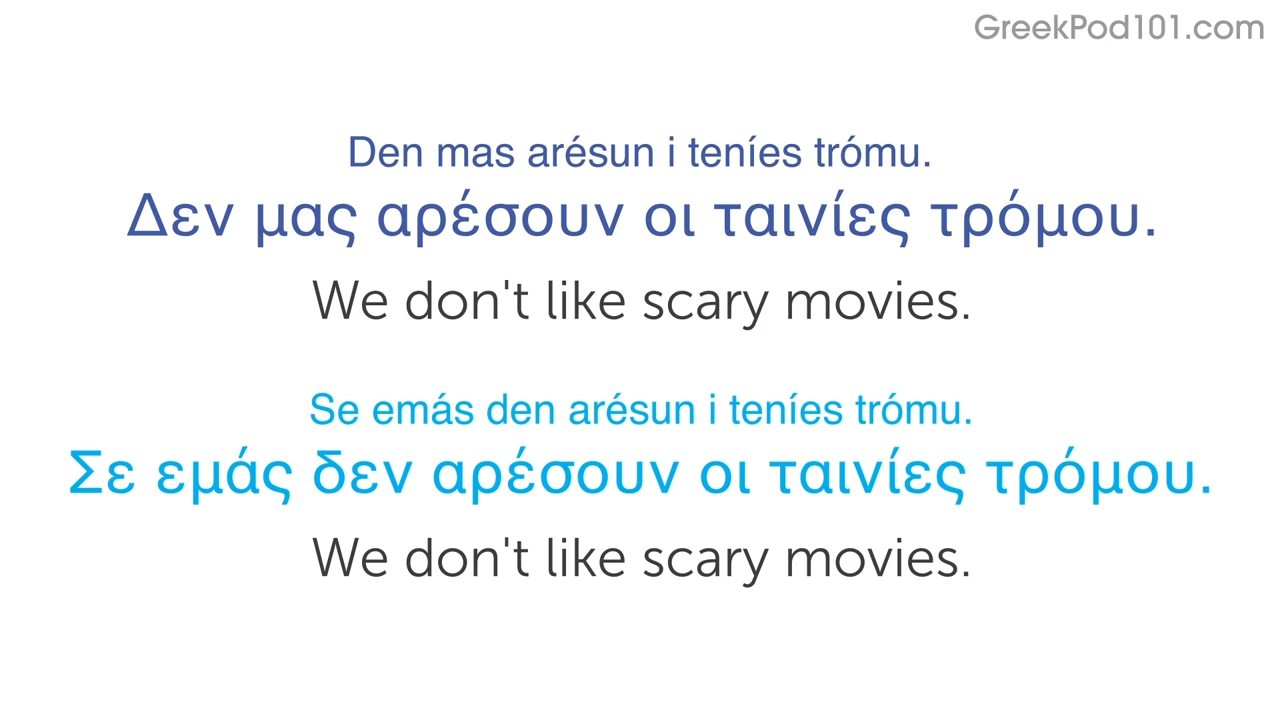 GreekPod101.com
Den mas arésun i teníes trómu.
Δεν μας αρέσουν οι ταινίες τρόμου.
We don't like scary movies.
Se emás den arésun i teníes trómu.
Σε εμάς δεν αρέσουν οι ταινίες τρόμου.
We don't like scary movies.